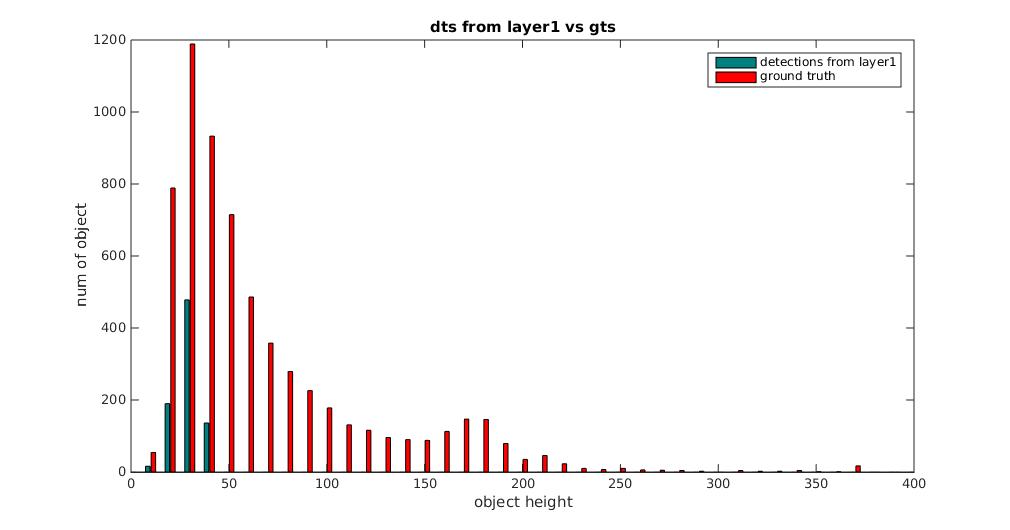 dts from layer1 vs gts
detections from layer1
ground truth
1200
1000
800
600
400
200
0
num of object
0 50 100 150 200 250 300 350 400
object height